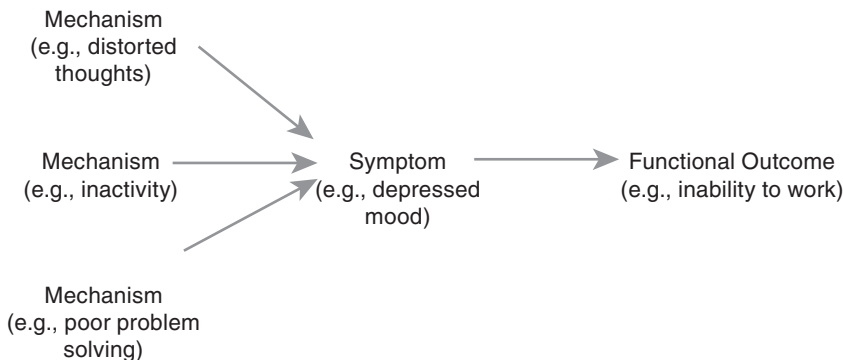 Mechanism
(e.g., distorted
thoughts)
Mechanism
(e.g., inactivity)
Symptom
(e.g., depressed
mood)
Functional Outcome
(e.g., inability to work)
Mechanism
(e.g., poor problem
solving)